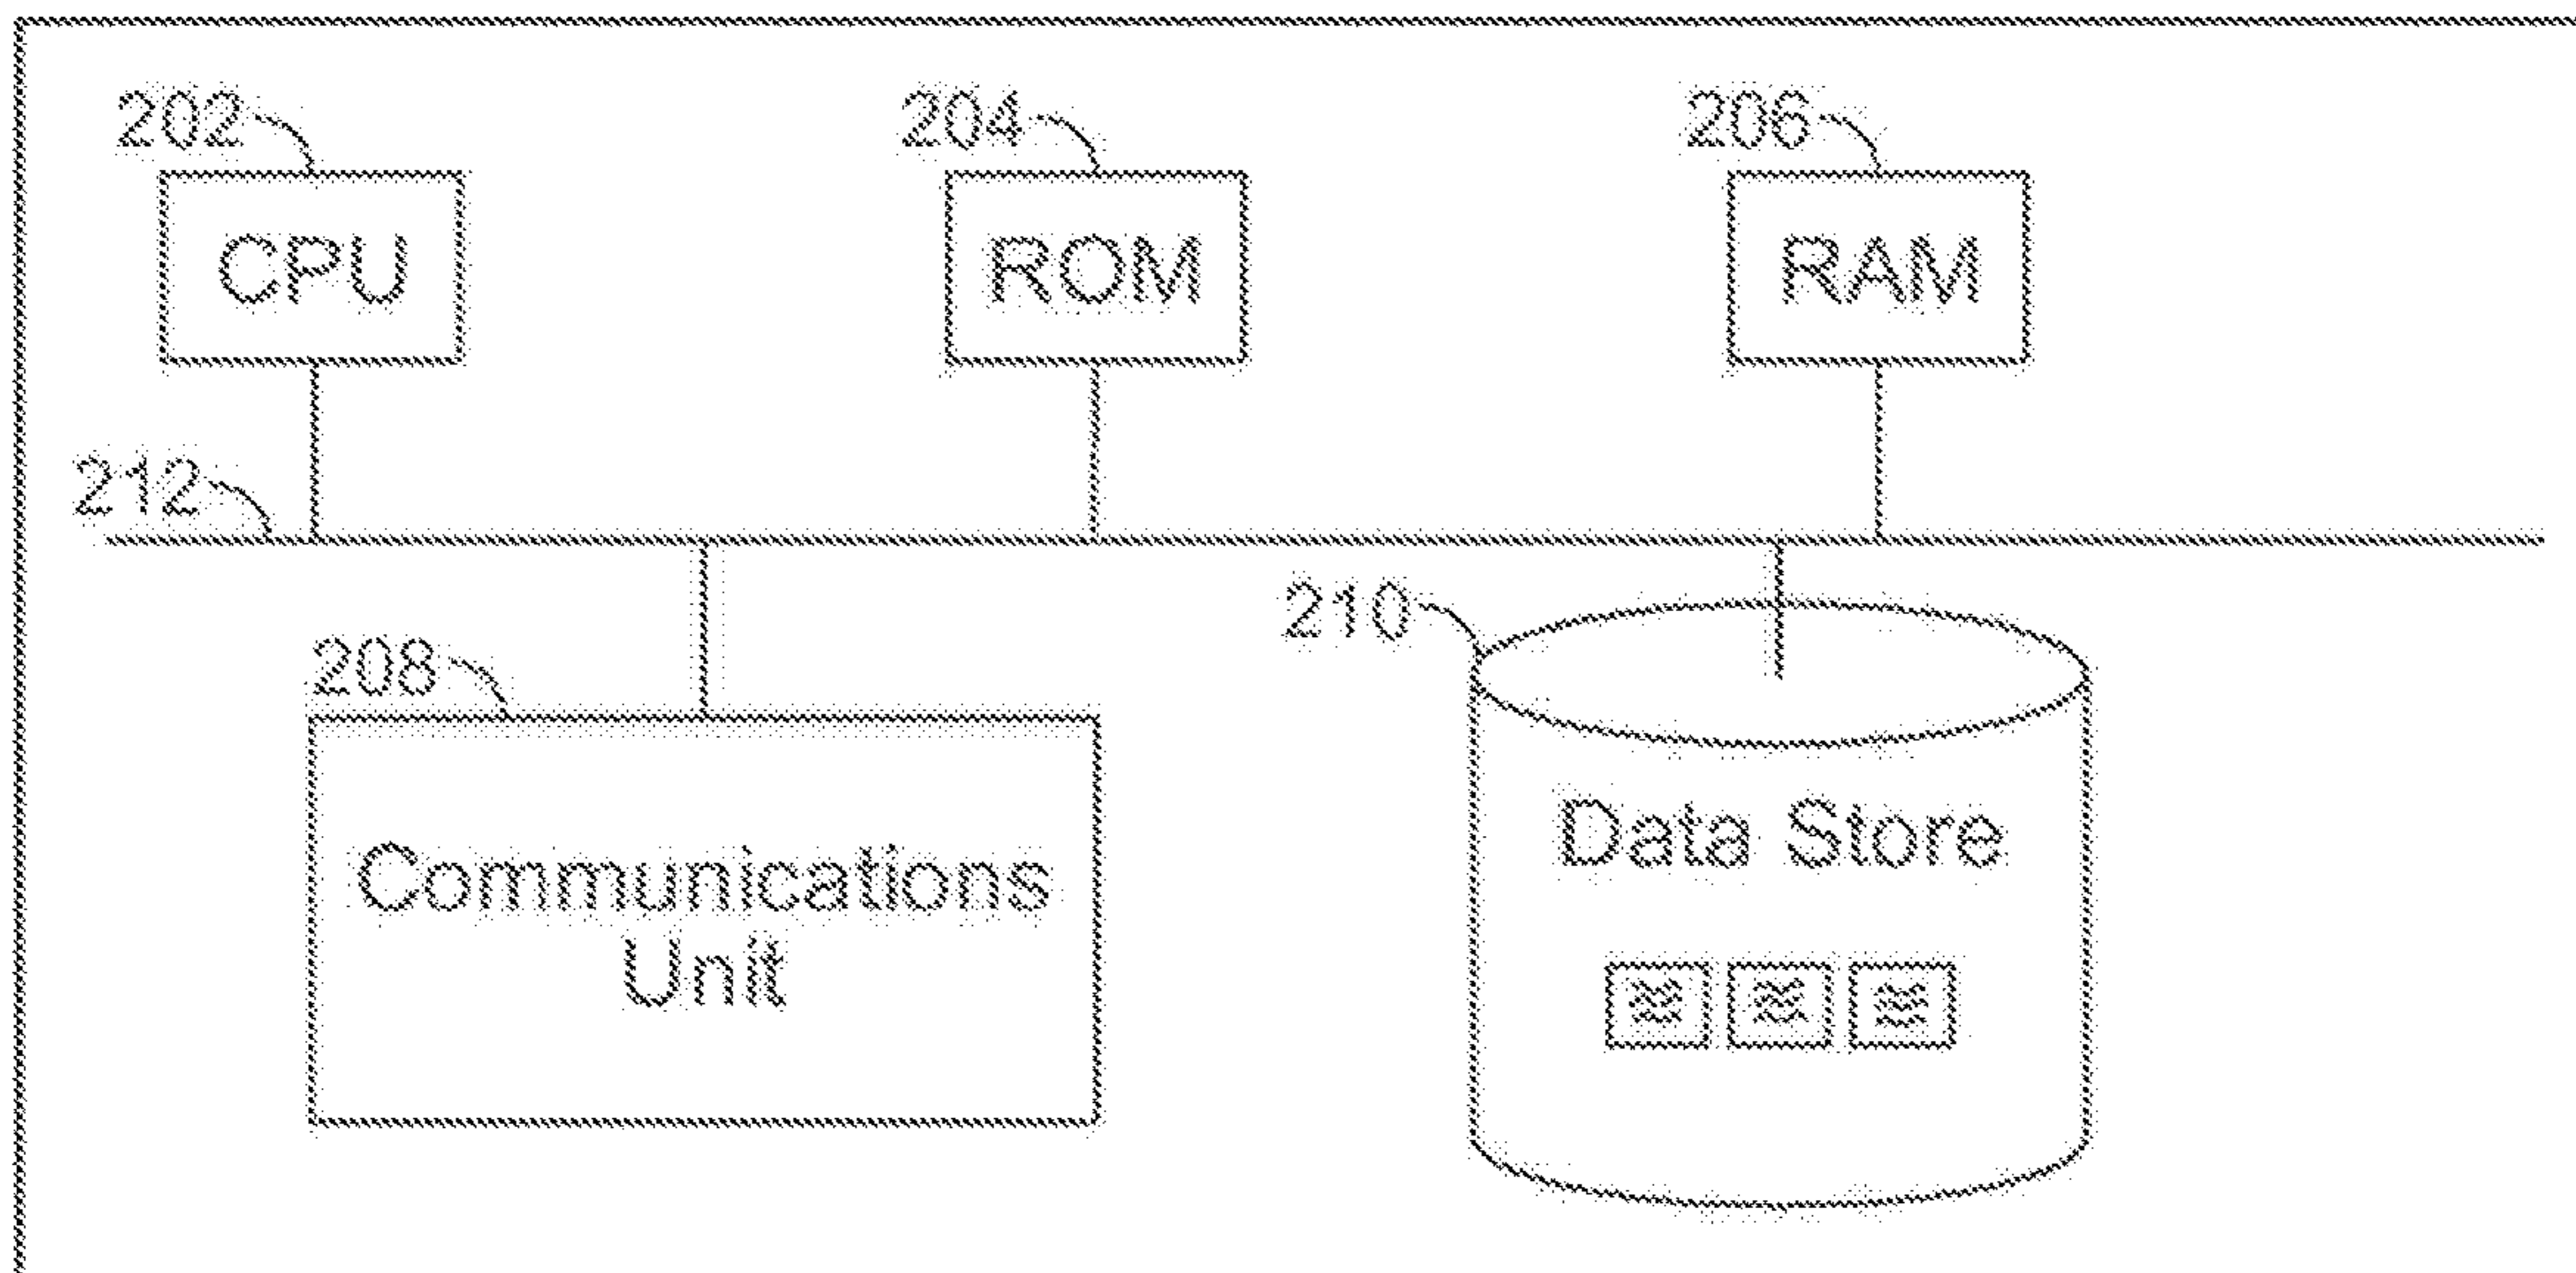 202
204
206
CPU
ROM
RAM
212
210
208
Data Store
Communications
Unit